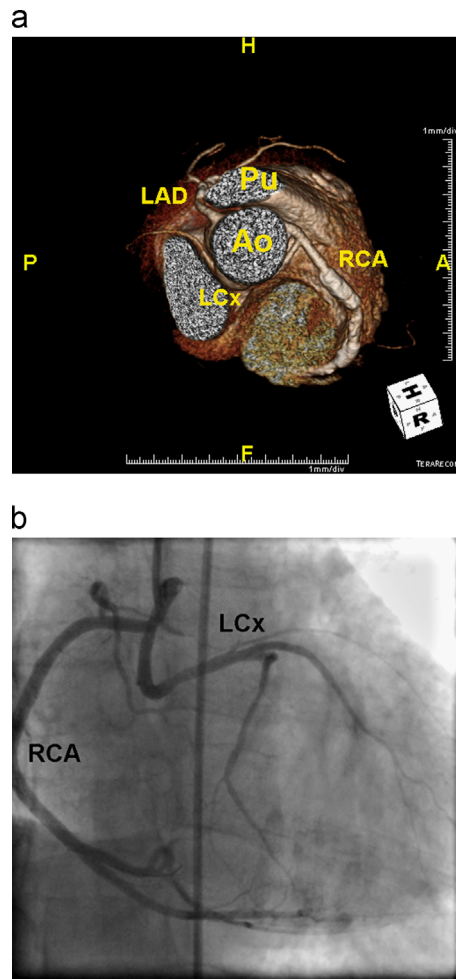 a
H
1mm/div
Pu
LAD
Ao
RCA
P
A
LCx
H
R
F
1mm/div
TERARECON
b
LCx
RCA